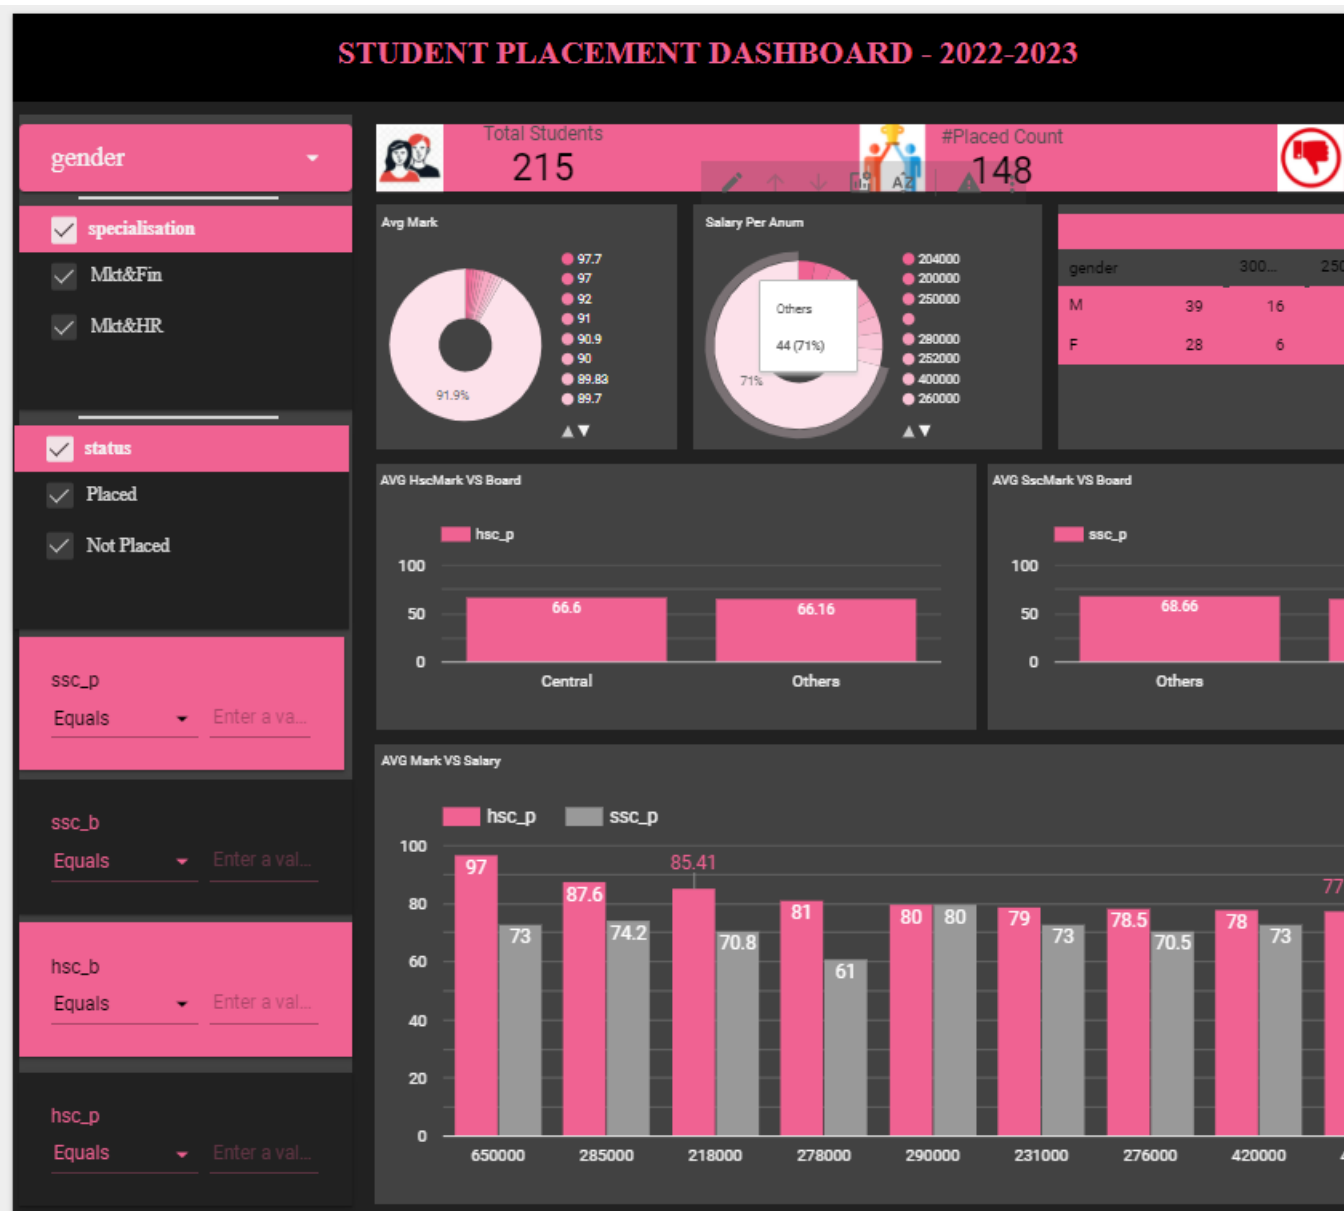 STUDENT PLACEMENT DASHBOARD - 2022-2023
gender
specialisation
Mkt&Fin
Mkt&HR
status
Placed
Not Placed
ssc_p
Equals
Enter a va...
ssc_b
Equals
Enter a val...
hsc_b
Equals
Enter a val...
hsc_p
Equals
Enter a val...
Total Students
215
#Placed Count
148
Avg Mark
97.7
97
92
91
90.9
90
89.83
89.7
91.9%
Salary Per Anum
204000
200000
250000
280000
252000
400000
260000
Others
44 (71%)
71%
gender 300...
M 39 16
F 28 6
AVG HscMark VS Board
hsc_p
100
50
0
66.6
66.16
Central
Others
AVG SscMark VS Board
ssc_p
100
50
0
68.66
Others
AVG Mark VS Salary
hsc_p ssc_p
100
80
60
40
20
0
97 73
87.6 74.2
85.41 70.8
81 61
80 80
79 73
78.5 70.5
78 73
650000 285000 218000 278000 290000 231000 276000 420000